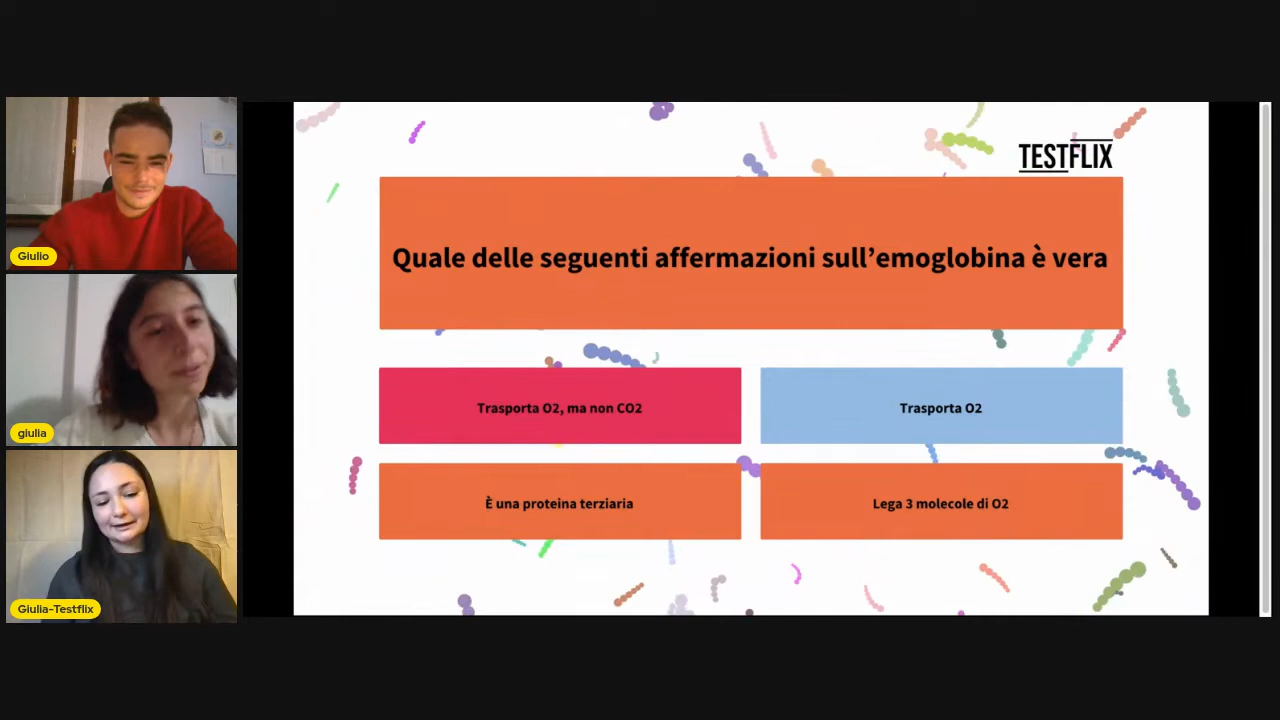 Giulio
giulia
Giulia-Testflix
TESTFLIX
Quale delle seguenti affermazioni sull’emoglobina è vera
Trasporta O2, ma non CO2
Trasporta O2
È una proteina terziaria
Lega 3 molecole di O2